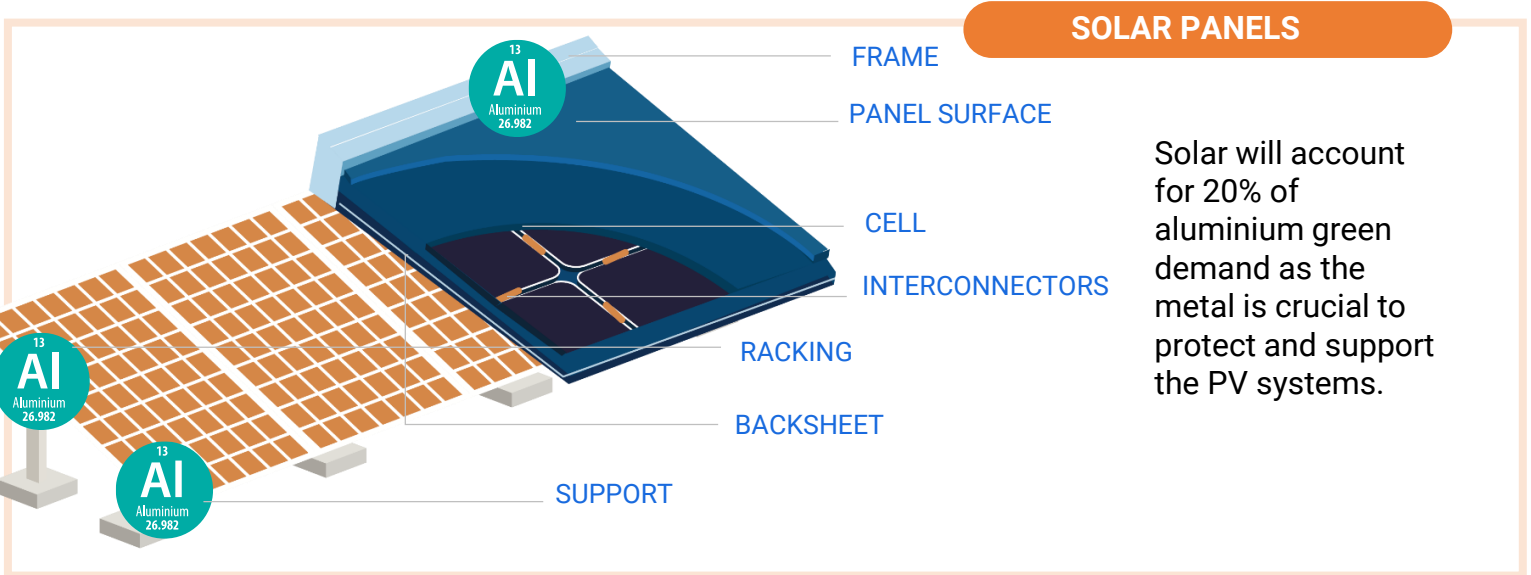 SOLAR PANELS
13
Al
Aluminium
26.982
FRAME
PANEL SURFACE
CELL
INTERCONNECTORS
RACKING
BACKSHEET
SUPPORT
13
Al
Aluminium
26.982
13
Al
Aluminium
26.982
Solar will account
for 20% of
aluminium green
demand as the
metal is crucial to
protect and support
the PV systems.